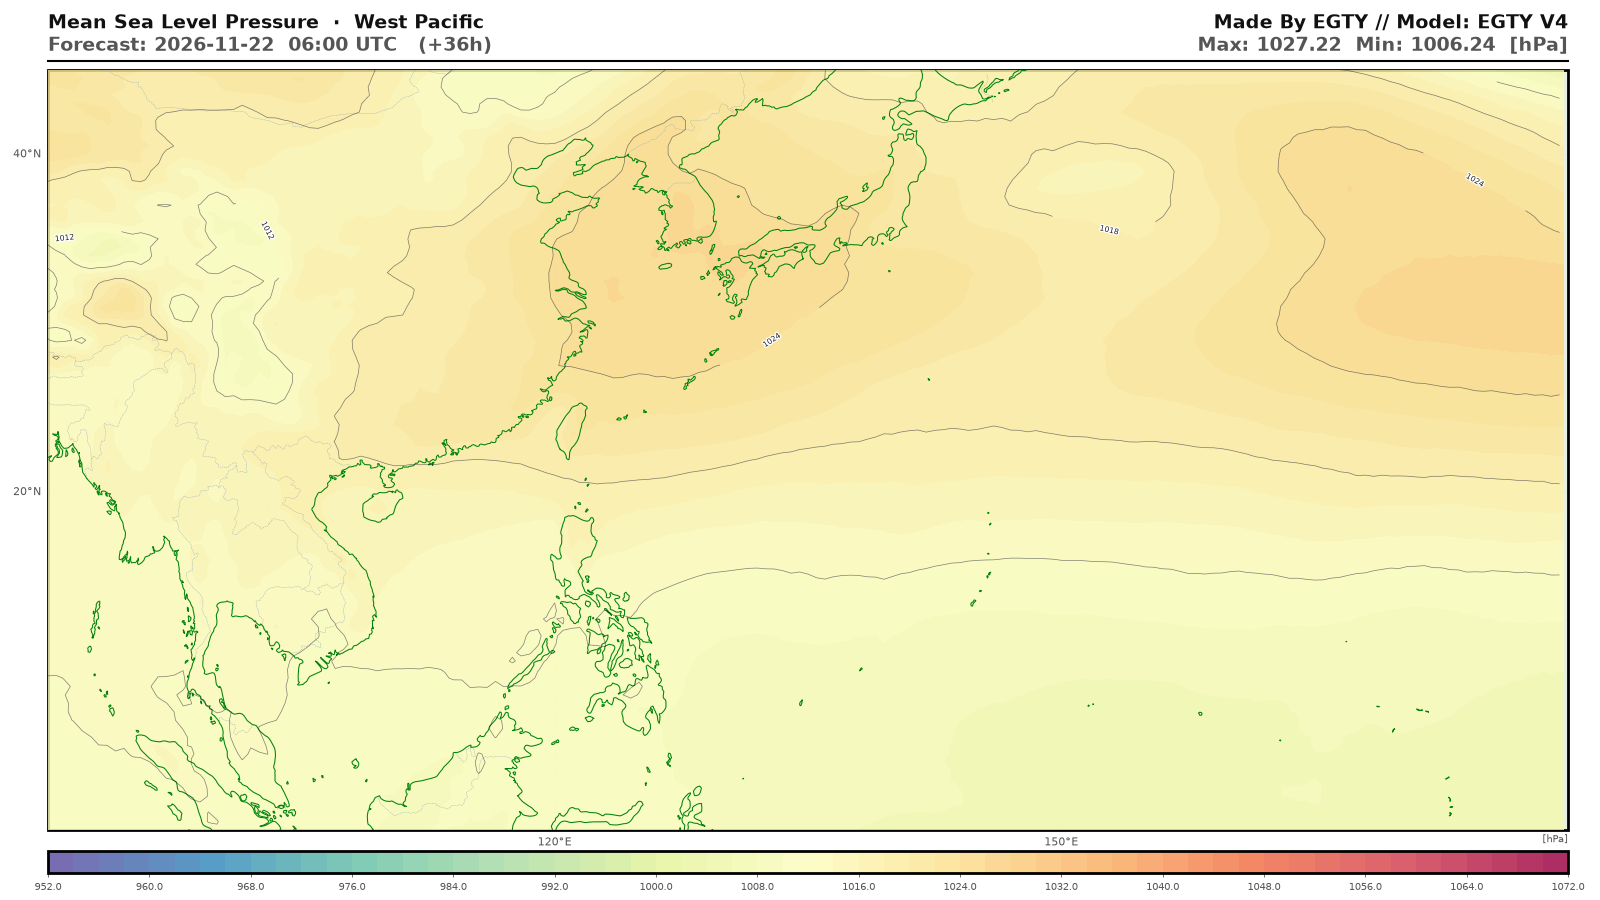 Mean Sea Level Pressure · West Pacific
Made By EGTY // Model: EGTY V4
Forecast: 2026-11-22 06:00 UTC (+36h)
Max: 1027.22 Min: 1006.24 [hPa]
40°N
1024
1012
1012
1018
1024
20°N
120°E
150°E
[hPa]
952.0 960.0 968.0 976.0 984.0 992.0 1000.0 1008.0 1016.0 1024.0 1032.0 1040.0 1048.0 1056.0 1064.0 1072.0